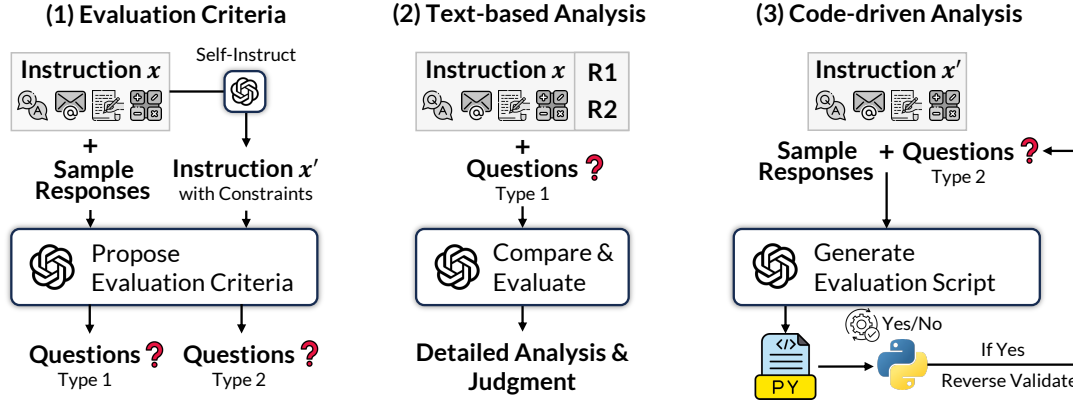 (1) Evaluation Criteria
Self-Instruct
Instruction x
Q
A
+
Sample
Responses
Instruction x′
with Constraints
Propose
Evaluation Criteria
Questions ?
Type 1
Questions ?
Type 2
(2) Text-based Analysis
Instruction x
R1
R2
Q
A
+
Questions ?
Type 1
Compare &
Evaluate
Detailed Analysis &
Judgment
(3) Code-driven Analysis
Instruction x′
Q
A
Sample
Responses
+ Questions ?
Type 2
Generate
Evaluation Script
</>
PY
Yes/No
If Yes
Reverse Validate